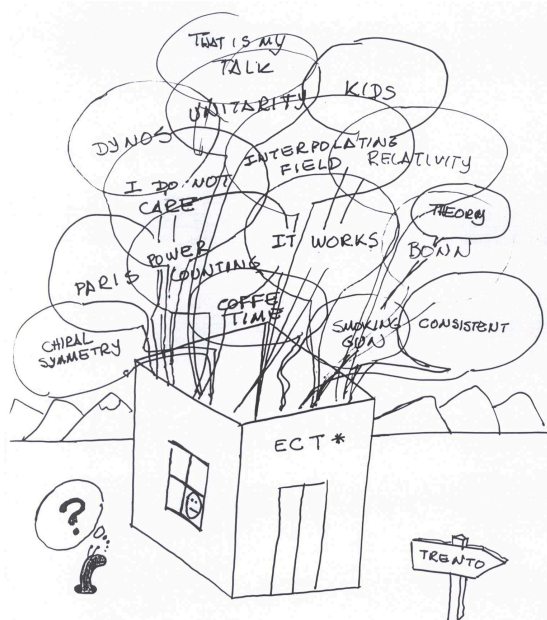 THAT IS MY
TALK
UNITARITY
KIDS
DYNOS
INTERPOLATING
FIELD
RELATIVITY
I DO NOT
CARE
THEORY
IT WORKS
BONN
POWER
COUNTING
PARIS
COFFE
TIME
SMOKING
GUN
CONSISTENT
CHIRAL
SYMMETRY
ECT*
?
TRENTO